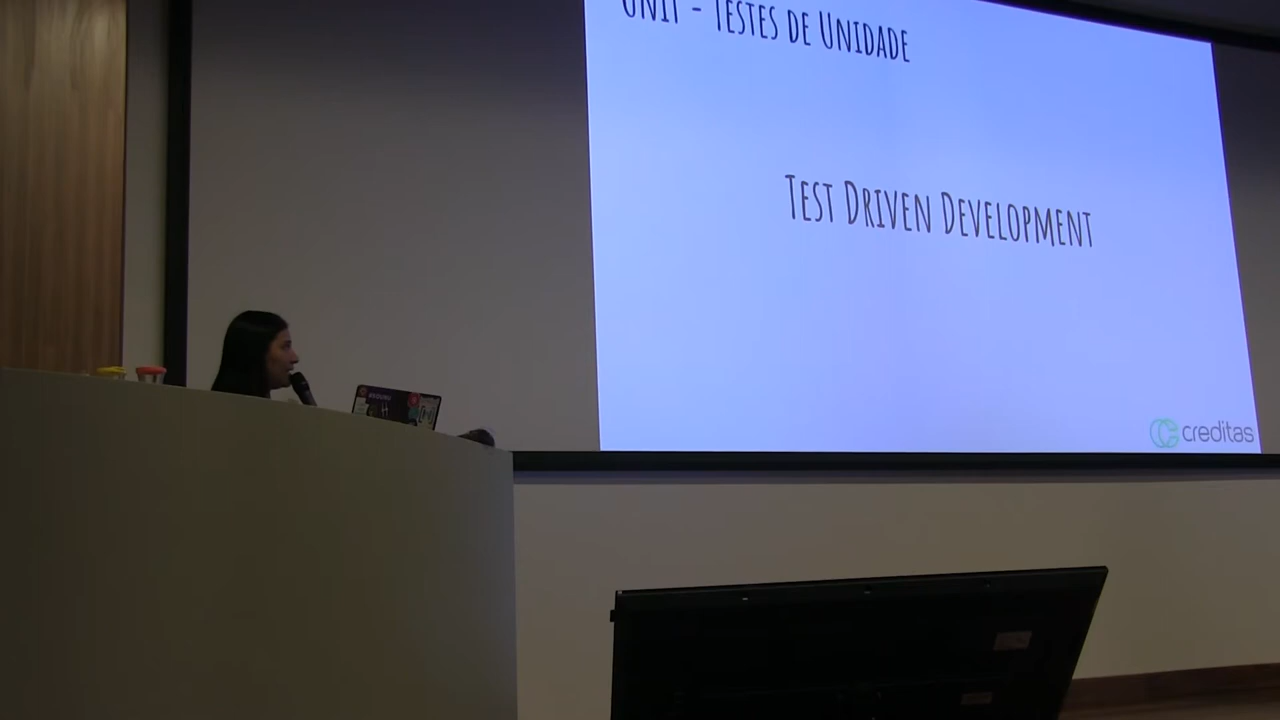 UNIT - TESTES DE UNIDADE
TEST DRIVEN DEVELOPMENT
creditas